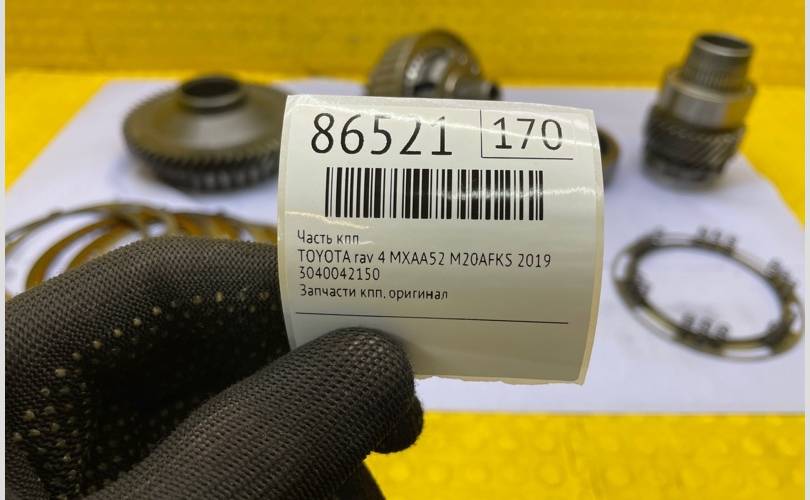 86521 170
Часть кпп
TOYOTA rav 4 MXAA52 M20AFKS 2019
3040042150
Запчасти кпп. оригинал